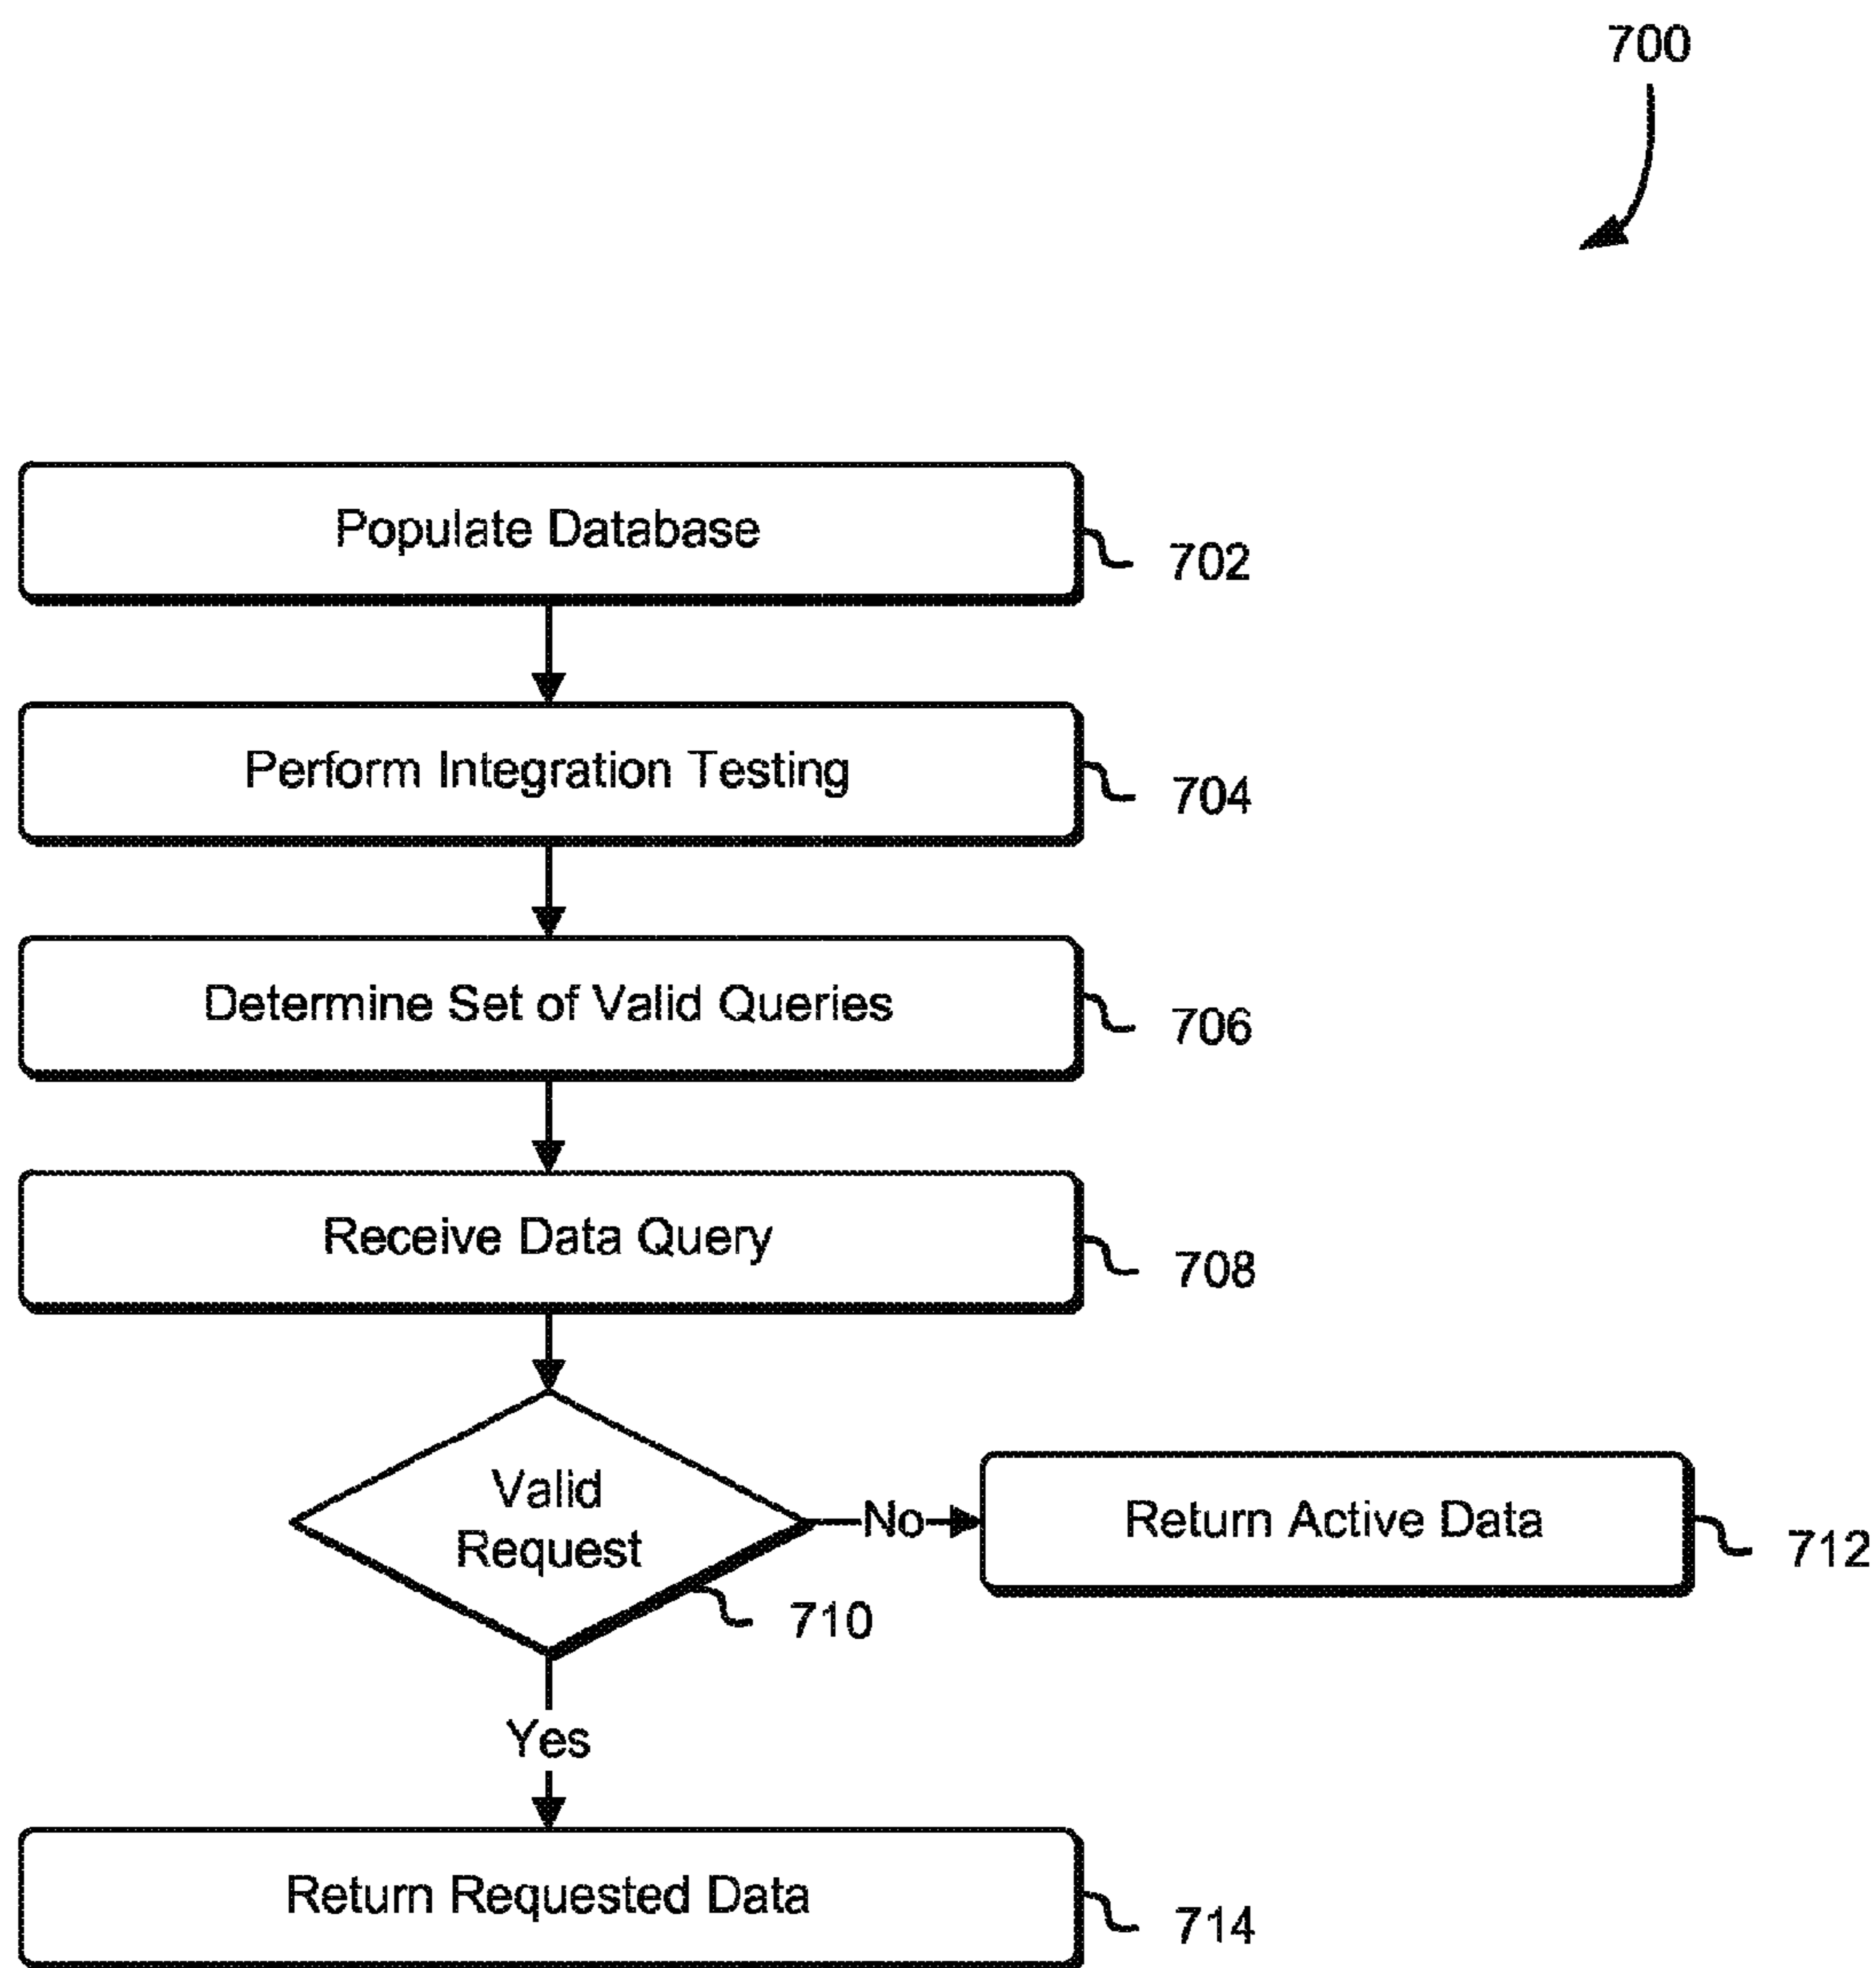 700
Populate Database
702
Perform Integration Testing
704
Determine Set of Valid Queries
706
Receive Data Query
708
Valid
Request
No
Return Active Data
712
710
Yes
Return Requested Data
714